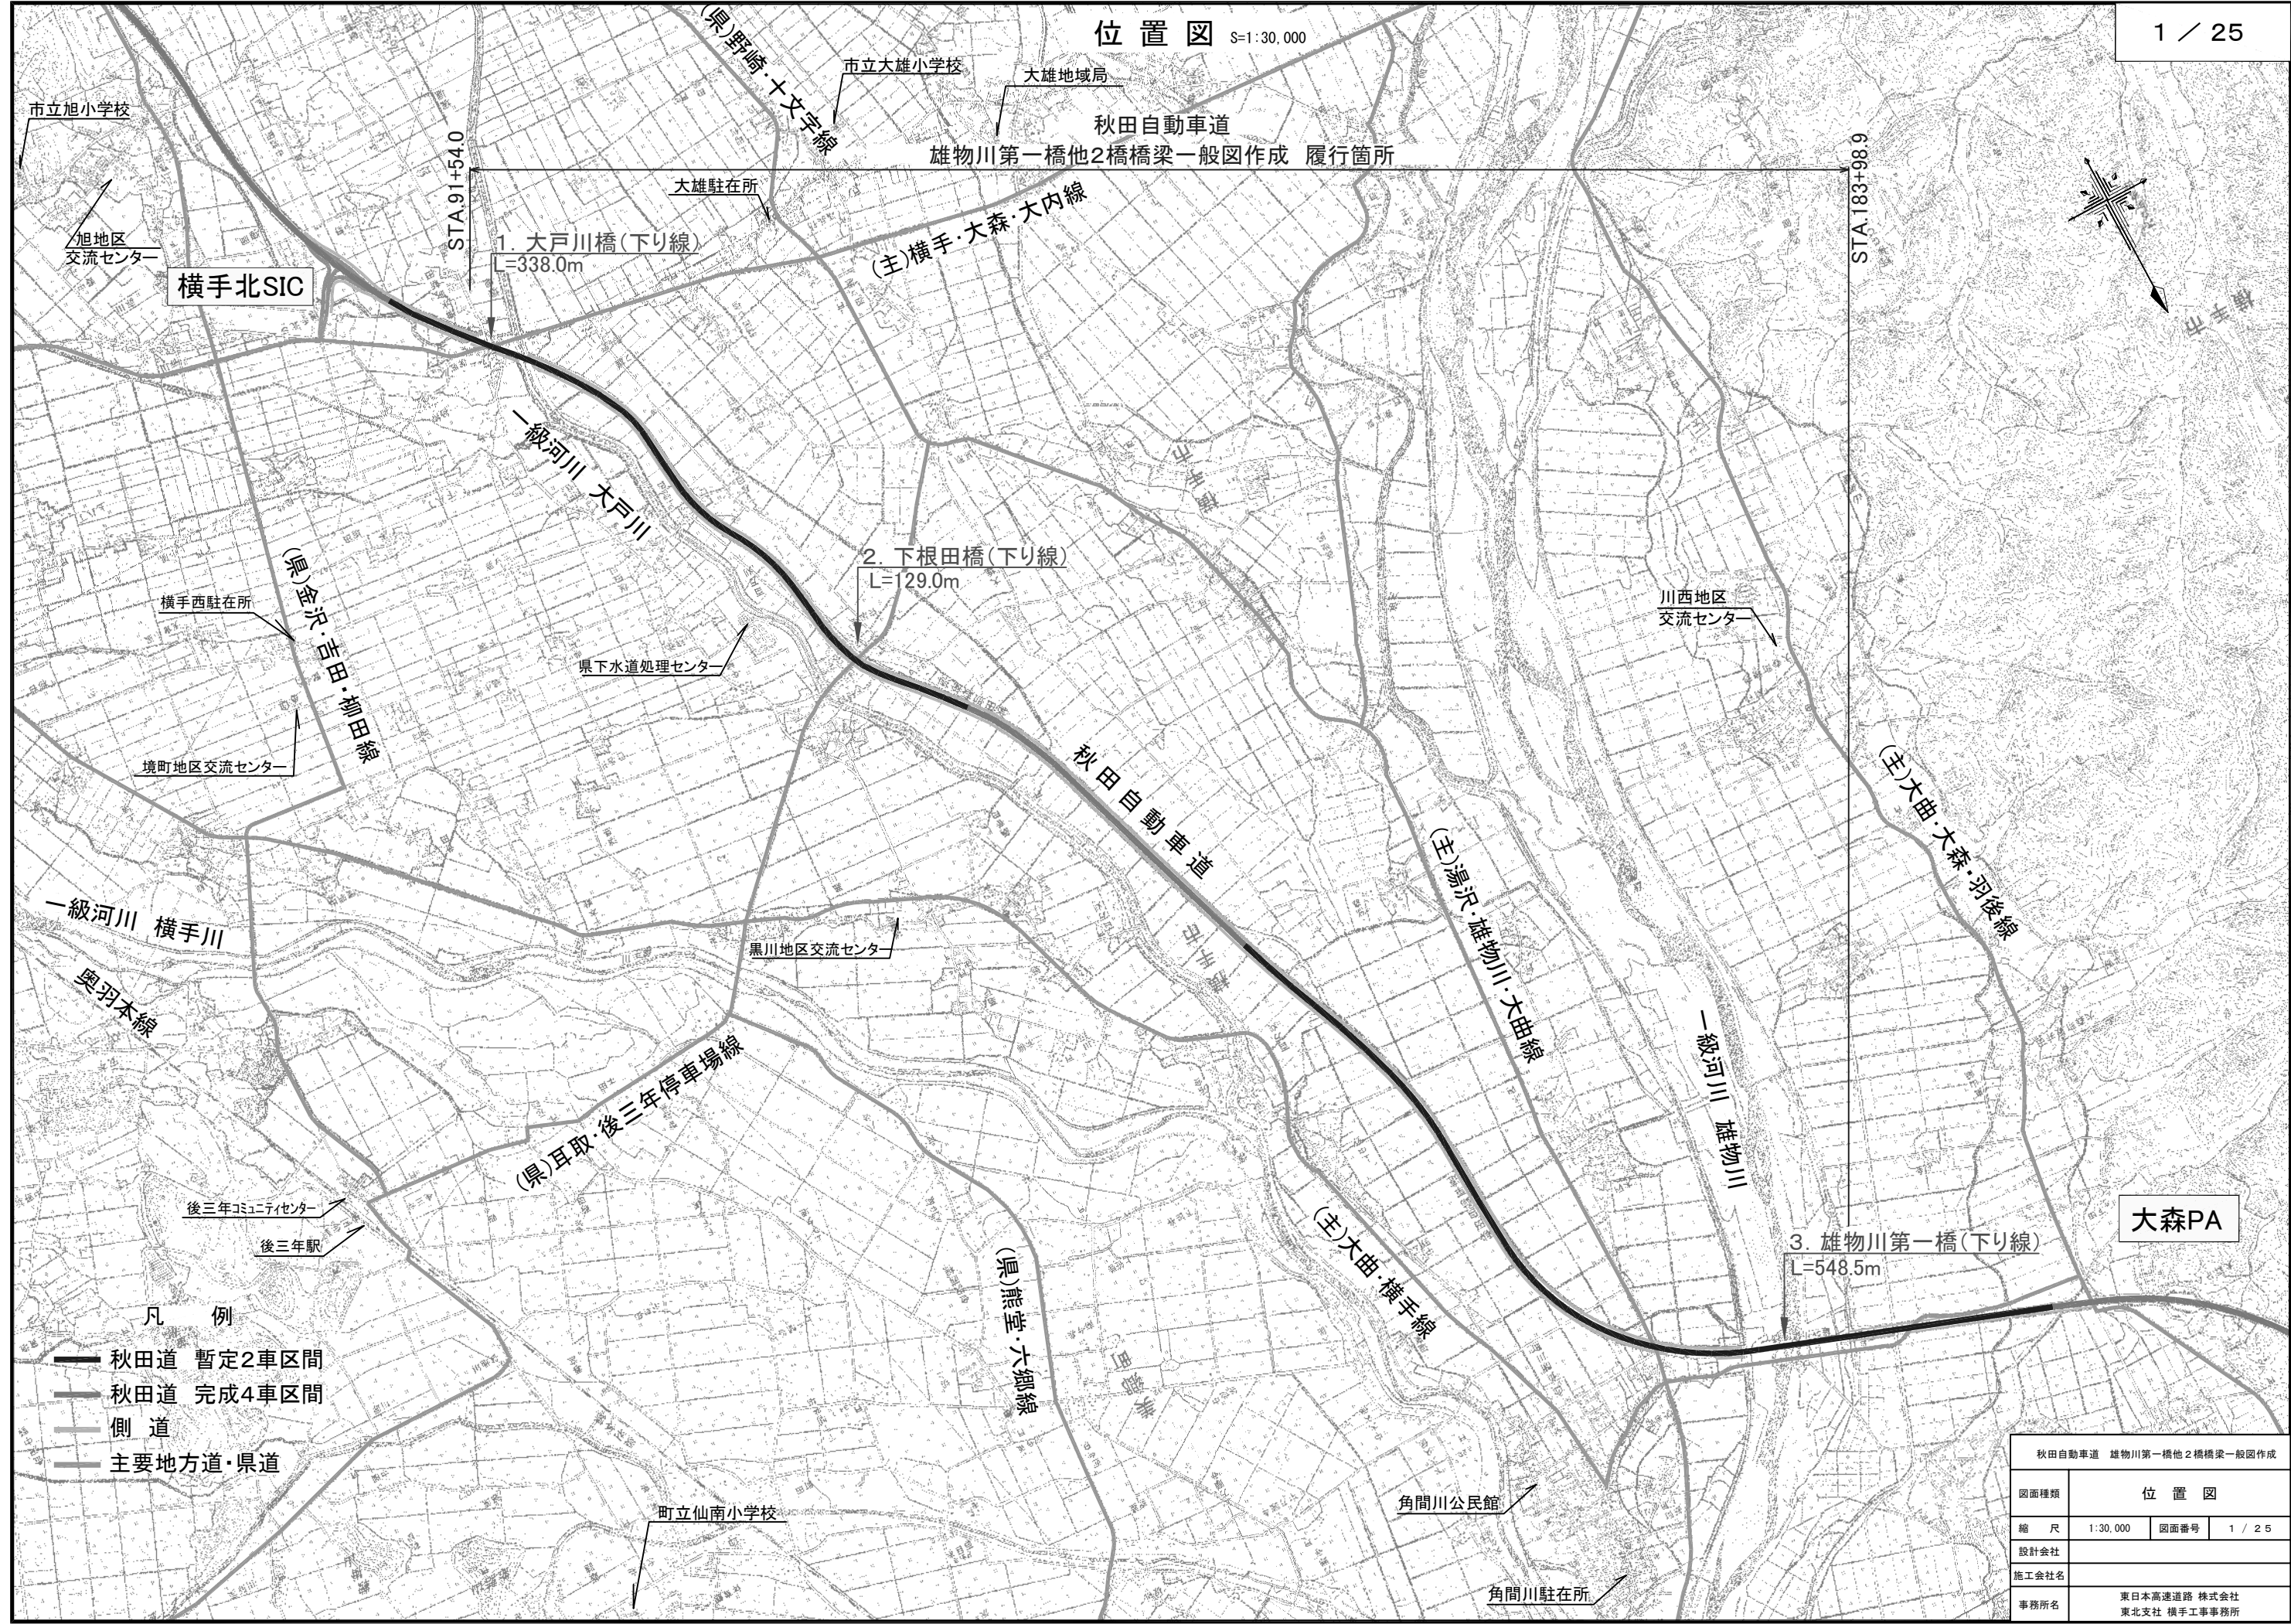 位置図 S=1:30,000
1 ／ 25
(県)野崎・十文字線
市立大雄小学校
大雄地域局
市立旭小学校
秋田自動車道
雄物川第一橋他2橋橋梁一般図作成 履行箇所
STA.91+54.0
STA.183+98.9
大雄駐在所
(主)横手・大森・大内線
旭地区
交流センター
横手北SIC
1. 大戸川橋(下り線)
L=338.0m
横手市
一級河川 大戸川
横手市
2. 下根田橋(下り線)
L=129.0m
(県)金沢・吉田・柳田線
横手西駐在所
県下水道処理センター
川西地区
交流センター
境町地区交流センター
秋田自動車道
(主)大曲・大森・羽後線
(主)湯沢・雄物川・大曲線
一級河川 横手川
黒川地区交流センター
横手市
奥羽本線
一級河川 雄物川
(県)耳取・後三年停車場線
後三年コミュニティセンター
後三年駅
(主)大曲・横手線
大森PA
3. 雄物川第一橋(下り線)
L=548.5m
(県)熊堂・六郷線
美郷町
凡 例
秋田道 暫定2車区間
秋田道 完成4車区間
側 道
主要地方道・県道
町立仙南小学校
角間川公民館
角間川駐在所
秋田自動車道 雄物川第一橋他２橋橋梁一般図作成
図面種類 位 置 図
縮 尺 1:30,000 図面番号 1 / 25
設計会社
施工会社名
事務所名 東日本高速道路 株式会社
東北支社 横手工事事務所